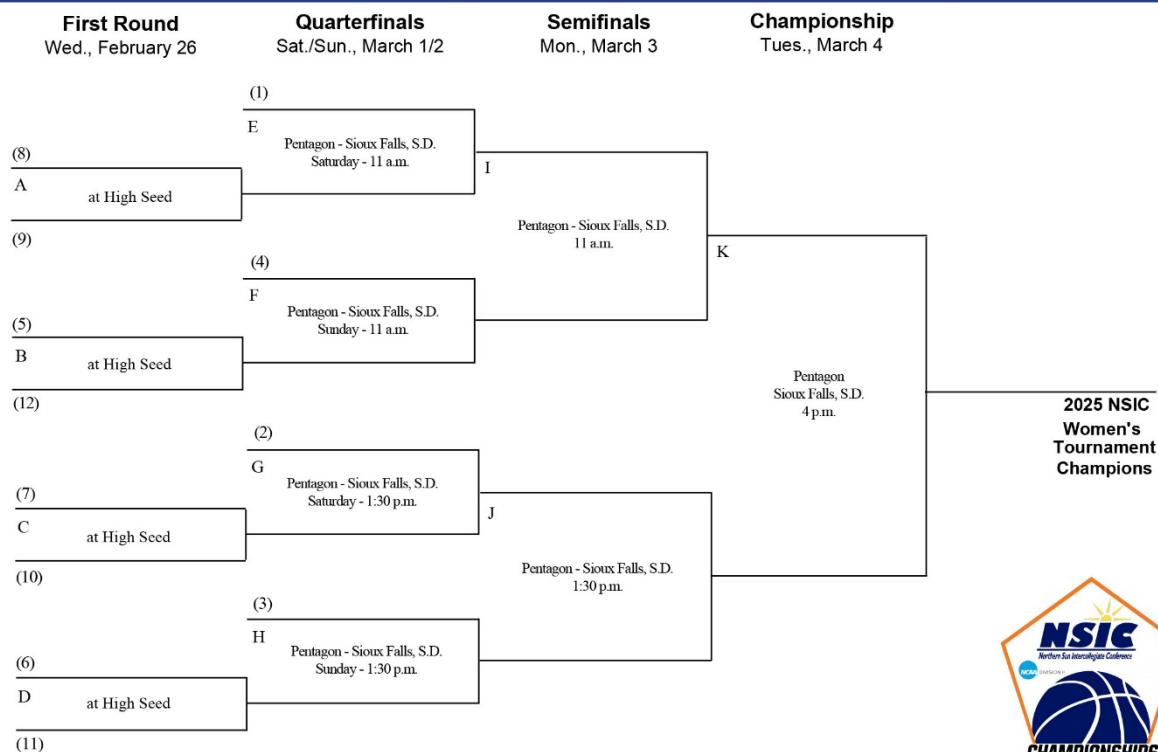 First Round
Wed., February 26
Quarterfinals
Sat./Sun., March 1/2
Semifinals
Mon., March 3
Championship
Tues., March 4
(1)
E
Pentagon - Sioux Falls, S.D.
Saturday - 11 a.m.
(8)
A
at High Seed
(9)
I
Pentagon - Sioux Falls, S.D.
11 a.m.
(4)
F
Pentagon - Sioux Falls, S.D.
Sunday - 11 a.m.
(5)
B
at High Seed
(12)
K
Pentagon
Sioux Falls, S.D.
4 p.m.
2025 NSIC
Women's
Tournament
Champions
(2)
G
Pentagon - Sioux Falls, S.D.
Saturday - 1:30 p.m.
(7)
C
at High Seed
(10)
J
Pentagon - Sioux Falls, S.D.
1:30 p.m.
(3)
H
Pentagon - Sioux Falls, S.D.
Sunday - 1:30 p.m.
(6)
D
at High Seed
(11)
NSIC
Northern Sun Intercollegiate Conference
NCAA DIVISION II
CHAMPIONSHIPS